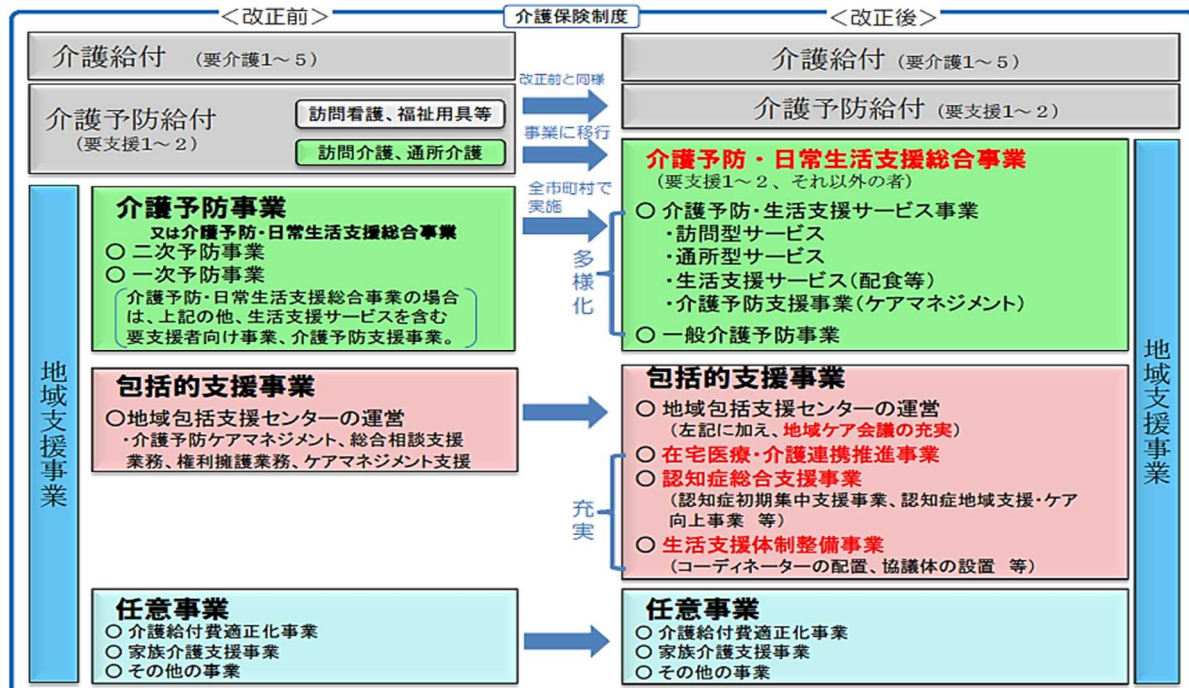 ＜改正前＞
介護保険制度
＜改正後＞
介護給付 (要介護1～5)
介護予防給付
(要支援1～2)
訪問看護、福祉用具等
訪問介護、通所介護
地域支援事業
介護予防事業
又は介護予防・日常生活支援総合事業
○ 二次予防事業
○ 一次予防事業
介護予防・日常生活支援総合事業の場合
は、上記の他、生活支援サービスを含む
要支援者向け事業、介護予防支援事業。
包括的支援事業
○地域包括支援センターの運営
・介護予防ケアマネジメント、総合相談支援
業務、権利擁護業務、ケアマネジメント支援
任意事業
○ 介護給付費適正化事業
○ 家族介護支援事業
○ その他の事業
改正前と同様
事業に移行
全市町村で
実施
多様化
充実
介護給付 (要介護1～5)
介護予防給付 (要支援1～2)
介護予防・日常生活支援総合事業
(要支援1～2、それ以外の者)
○ 介護予防・生活支援サービス事業
・訪問型サービス
・通所型サービス
・生活支援サービス(配食等)
・介護予防支援事業(ケアマネジメント)
○ 一般介護予防事業
包括的支援事業
○ 地域包括支援センターの運営
(左記に加え、地域ケア会議の充実)
○ 在宅医療・介護連携推進事業
○ 認知症総合支援事業
(認知症初期集中支援事業、認知症地域支援・ケア
向上事業 等)
○ 生活支援体制整備事業
(コーディネーターの配置、協議体の設置 等)
任意事業
○ 介護給付費適正化事業
○ 家族介護支援事業
○ その他の事業
地域支援事業